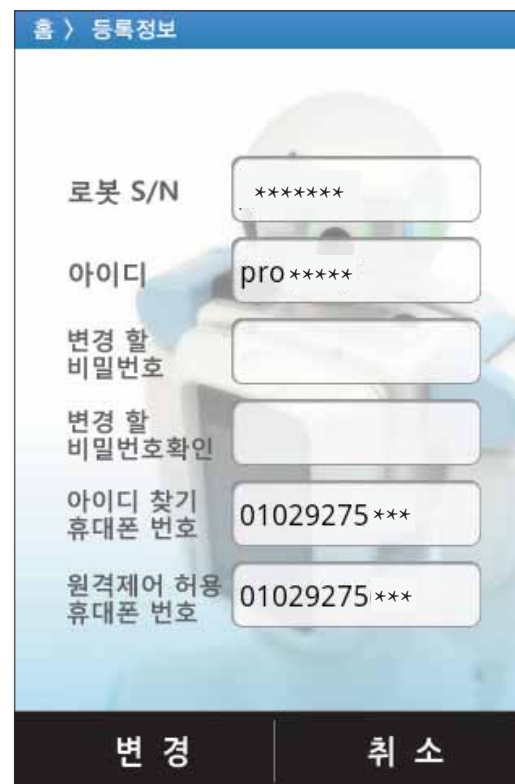 홈 〉 등록정보
로봇 S/N
*******
아이디
pro*****
변경 할
비밀번호
변경 할
비밀번호확인
아이디 찾기
휴대폰 번호
01029275***
원격제어 허용
휴대폰 번호
01029275***
변 경
취 소